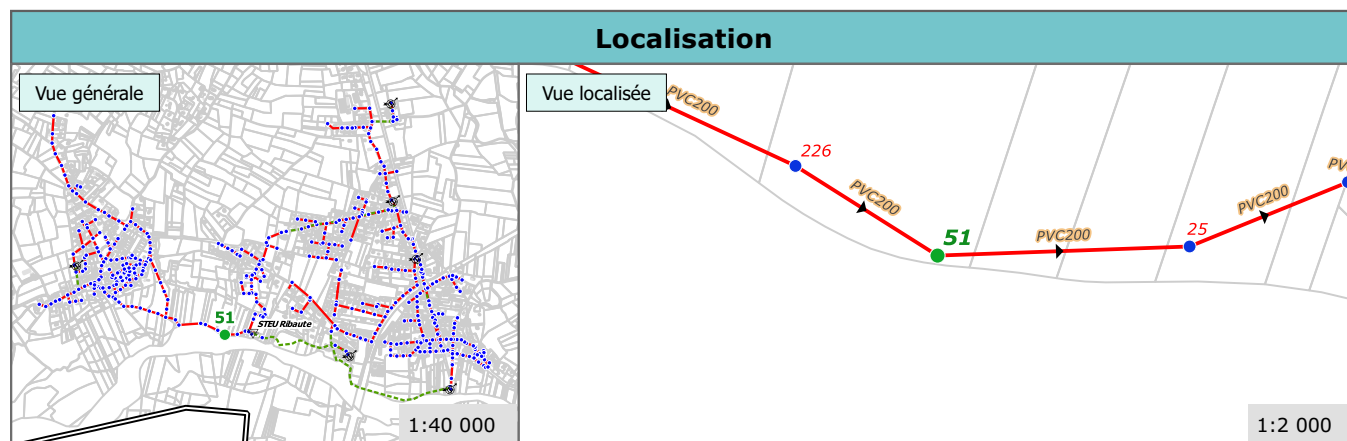 Localisation
Vue générale
51
STEU Ribaute
1:40 000
Vue localisée
PVC200
226
PVC200
51
PVC200
25
PVC200
PV
1:2 000